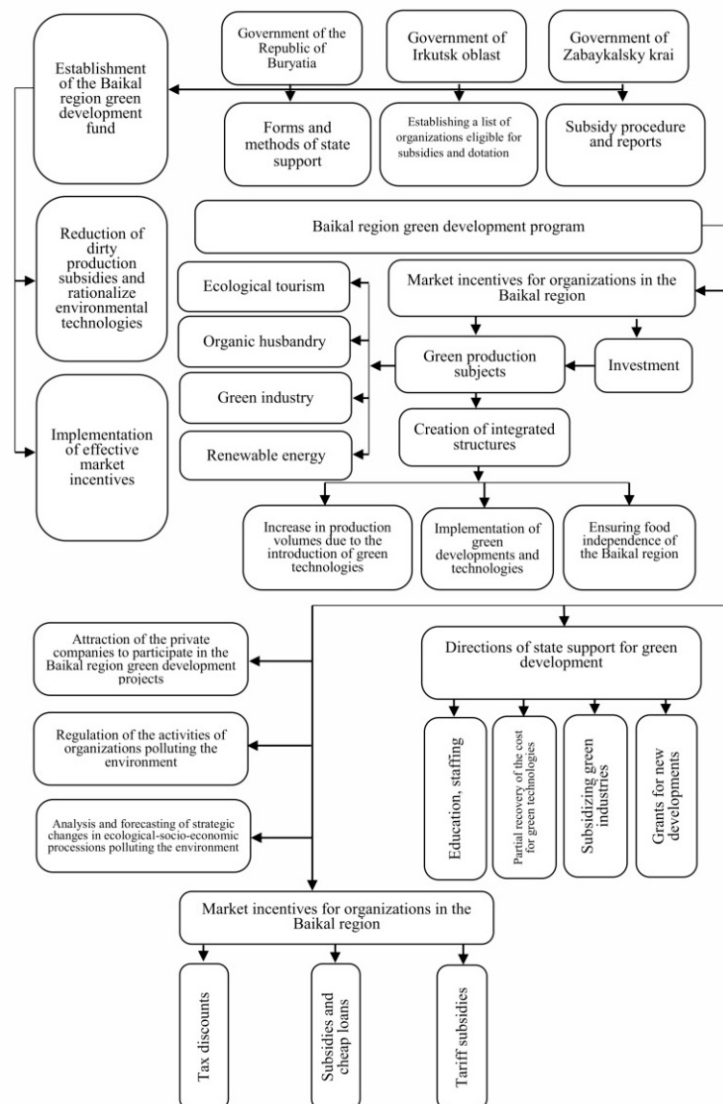 Establishment
of the Baikal
region green
development
fund
Government of the
Republic of
Buryatia
Government of
Irkutsk oblast
Government of
Zabaykalsky krai
Forms and
methods of state
support
Establishing a list of
organizations eligible for
subsidies and dotation
Subsidy procedure
and reports
Baikal region green development program
Reduction of
dirty
production
subsidies and
rationalize
environmental
technologies
Ecological tourism
Organic husbandry
Green industry
Renewable energy
Market incentives for organizations in the
Baikal region
Green production
subjects
Investment
Creation of integrated
structures
Implementation
of effective
market
incentives
Increase in production
volumes due to the
introduction of green
technologies
Implementation of
green
developments and
technologies
Ensuring food
independence of
the Baikal region
Attraction of the private
companies to participate in the
Baikal region green development
projects
Regulation of the activities of
organizations polluting the
environment
Analysis and forecasting of strategic
changes in ecological-socio-economic
processions polluting the environment
Directions of state support for green
development
Education, staffing
Partial recovery of the cost
for green technologies
Subsidizing green
industries
Grants for new
developments
Market incentives for organizations in the
Baikal region
Tax discounts
Subsidies and
cheap loans
Tariff subsidies